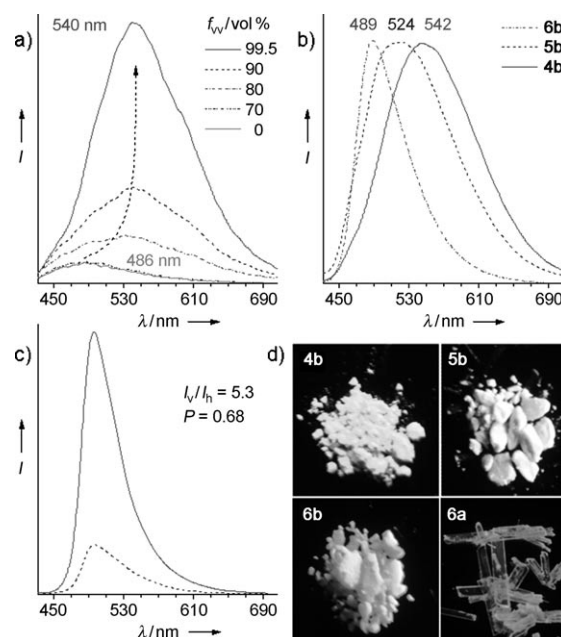 a)
540 nm
f_vv/vol %
99.5
90
80
70
0
486 nm
I
450 530 610 690
λ/nm
b)
489 524 542
6b
5b
4b
I
450 530 610 690
λ/nm
c)
I_v/I_h = 5.3
P = 0.68
I
450 530 610 690
λ/nm
d)
4b
5b
6b
6a